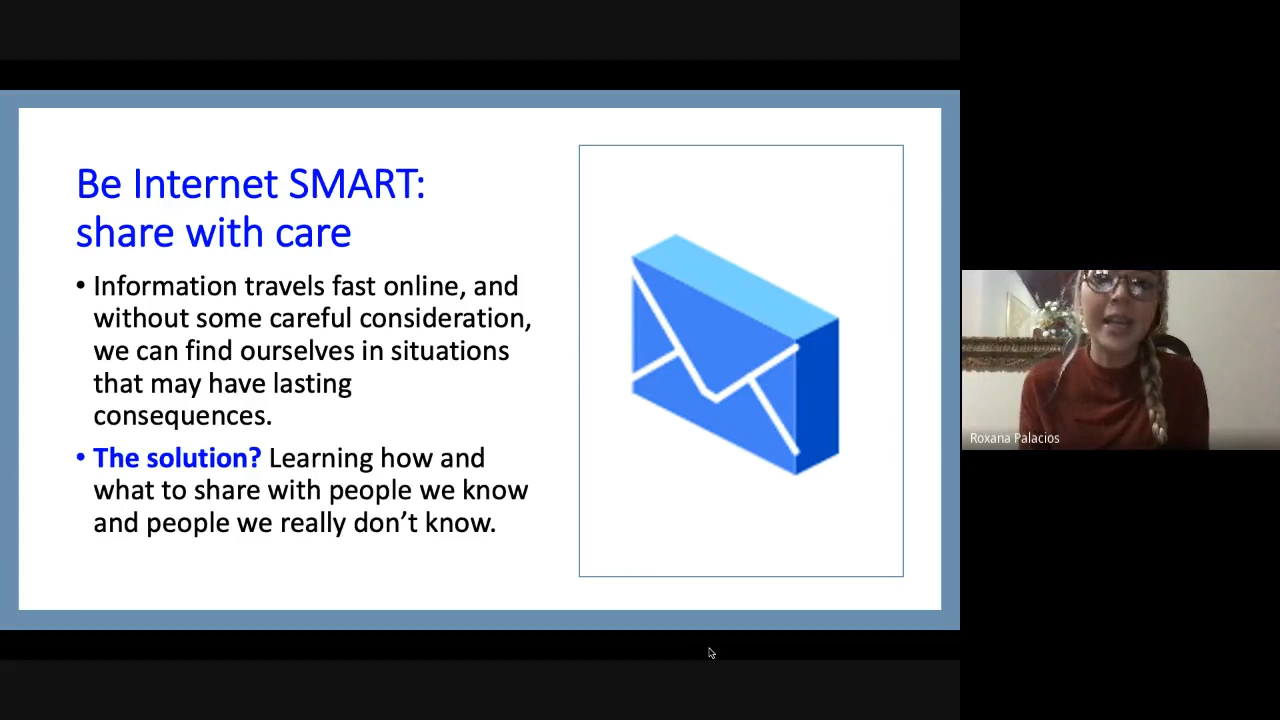 Be Internet SMART:
share with care
• Information travels fast online, and
without some careful consideration,
we can find ourselves in situations
that may have lasting
consequences.
• The solution? Learning how and
what to share with people we know
and people we really don’t know.
Roxana Palacios